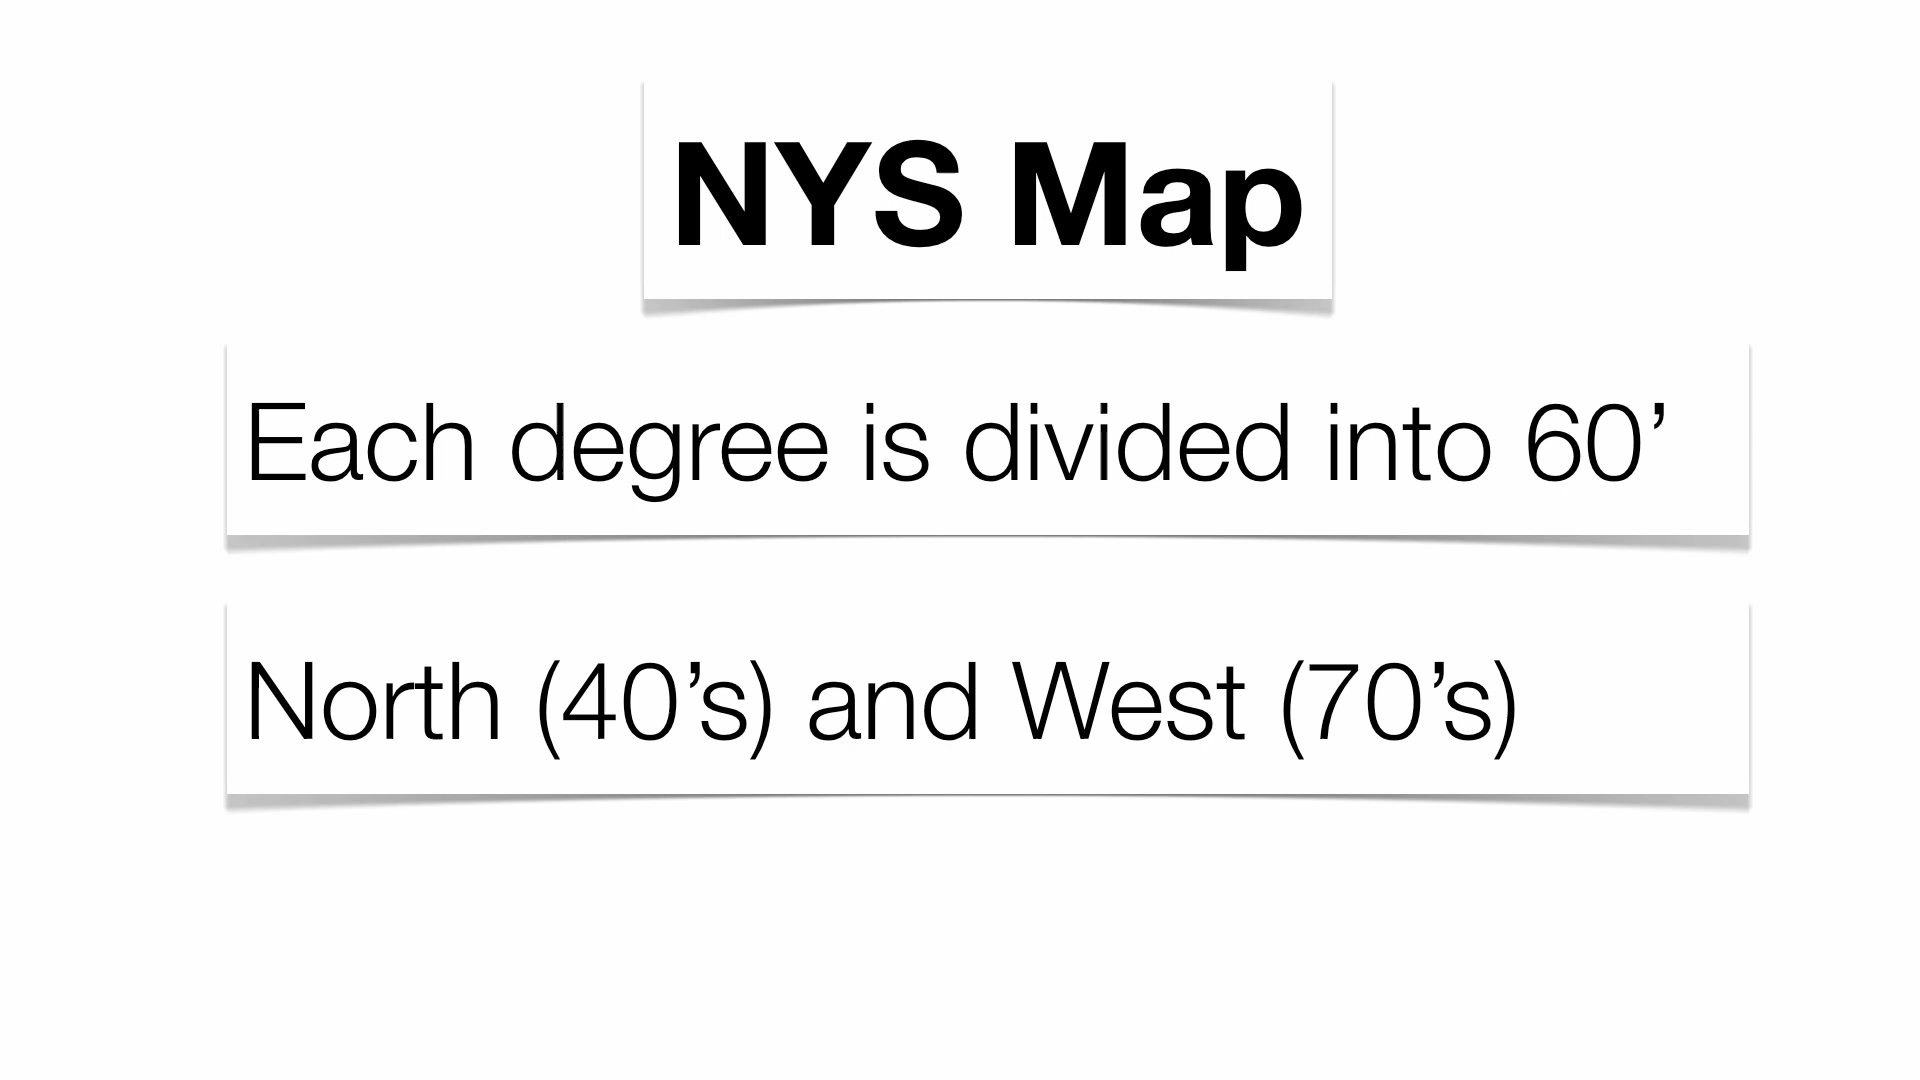 NYS Map
Each degree is divided into 60’
North (40’s) and West (70’s)